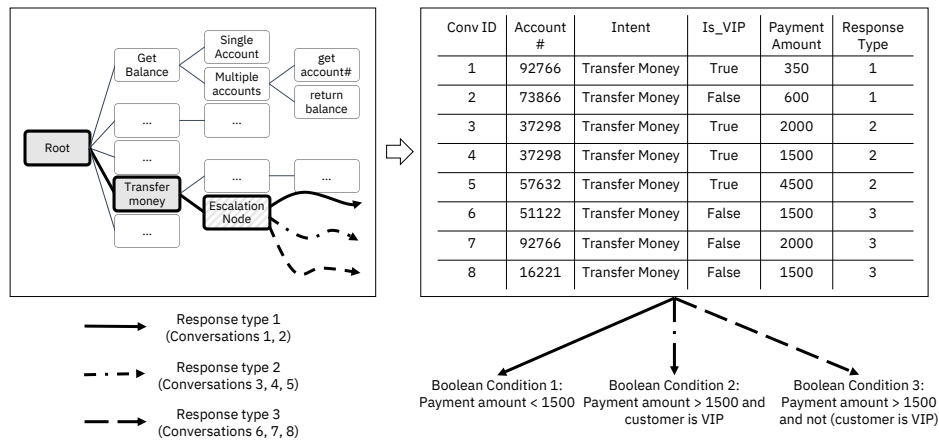 Root
Get
Balance
Single
Account
Multiple
accounts
get
account#
return
balance
...
...
...
Transfer
money
...
...
Escalation
Node
...
Response type 1
(Conversations 1, 2)
Response type 2
(Conversations 3, 4, 5)
Response type 3
(Conversations 6, 7, 8)
Conv ID Account # Intent Is_VIP Payment Amount Response Type
1 92766 Transfer Money True 350 1
2 73866 Transfer Money False 600 1
3 37298 Transfer Money True 2000 2
4 37298 Transfer Money True 1500 2
5 57632 Transfer Money True 4500 2
6 51122 Transfer Money False 1500 3
7 92766 Transfer Money False 2000 3
8 16221 Transfer Money False 1500 3
Boolean Condition 1:
Payment amount < 1500
Boolean Condition 2:
Payment amount > 1500 and
customer is VIP
Boolean Condition 3:
Payment amount > 1500
and not (customer is VIP)